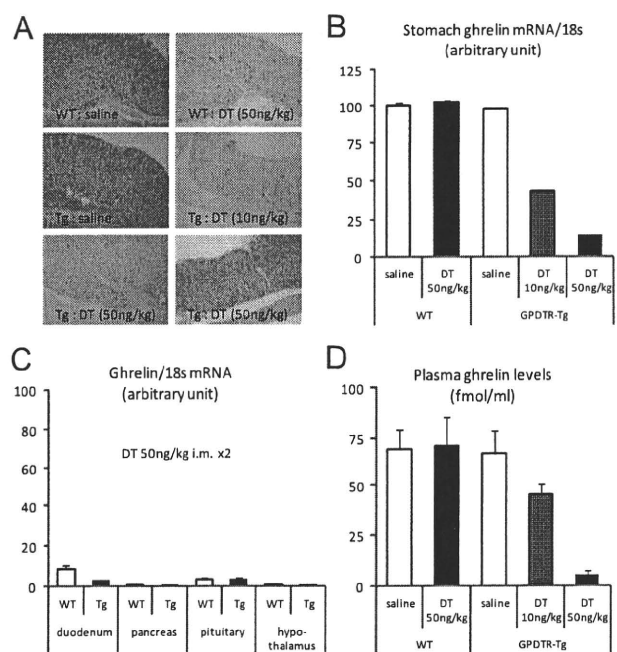 A
WT : saline
WT : DT (50ng/kg)
Tg : saline
Tg : DT (10ng/kg)
Tg : DT (50ng/kg)
Tg : DT (50ng/kg)
B
Stomach ghrelin mRNA/18s
(arbitrary unit)
125
100
75
50
25
0
saline
DT
50ng/kg
saline
DT
10ng/kg
DT
50ng/kg
WT
GPDTR-Tg
C
Ghrelin/18s mRNA
(arbitrary unit)
100
80
60
40
20
0
DT 50ng/kg i.m. x2
WT Tg WT Tg WT Tg WT Tg
duodenum pancreas pituitary hypo-
thalamus
D
Plasma ghrelin levels
(fmol/ml)
100
75
50
25
0
saline
DT
50ng/kg
saline
DT
10ng/kg
DT
50ng/kg
WT
GPDTR-Tg